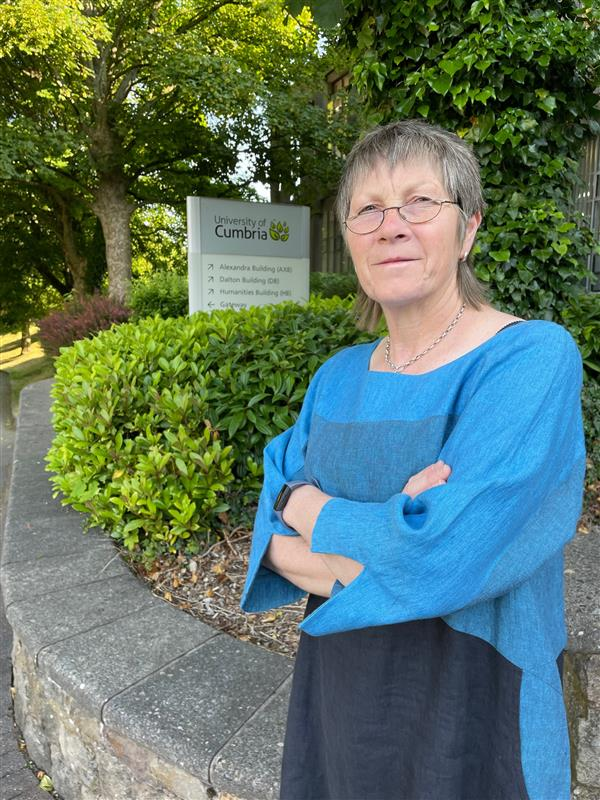 University of
Cumbria
Alexandra Building (AXB)
Dalton Building (DB)
Humanities Building (HB)
Gateway